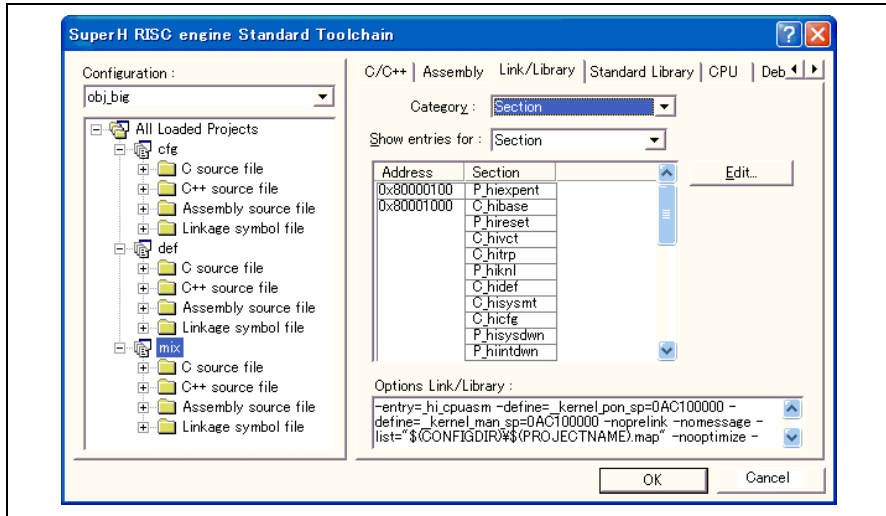 SuperH RISC engine Standard Toolchain
Configuration :
obj_big
All Loaded Projects
cfg
C source file
C++ source file
Assembly source file
Linkage symbol file
def
C source file
C++ source file
Assembly source file
Linkage symbol file
mix
C source file
C++ source file
Assembly source file
Linkage symbol file
C/C++ Assembly Link/Library Standard Library CPU Deb
Category : Section
Show entries for : Section
Address Section
0x80000100 P_hiexpent
0x80001000 C_hibase
P_hireset
C_hivct
C_hitrp
P_hiknl
C_hidef
C_hisysmt
C_hicfg
P_hisysdwn
P_hiintdwn
Edit...
Options Link/Library :
-entry=_hi_cpuasm -define=__kernel_pon_sp=0AC100000 -
define=__kernel_man_sp=0AC100000 -noprelink -nomessage -
list="$(CONFIGDIR)¥$(PROJECTNAME).map" -nooptimize -
OK Cancel